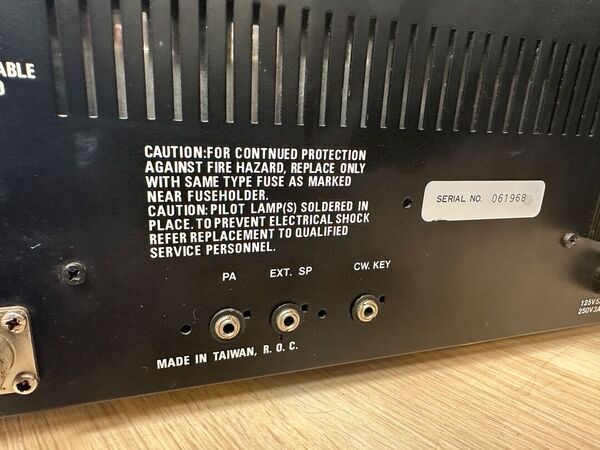 ABLE
CAUTION:FOR CONTNUED PROTECTION
AGAINST FIRE HAZARD, REPLACE ONLY
WITH SAME TYPE FUSE AS MARKED
NEAR FUSEHOLDER.
CAUTION: PILOT LAMP(S) SOLDERED IN
PLACE. TO PREVENT ELECTRICAL SHOCK
REFER REPLACEMENT TO QUALIFIED
SERVICE PERSONNEL.
SERIAL NO. 061968
PA EXT. SP CW. KEY
125V5
250V3A
MADE IN TAIWAN, R. O. C.